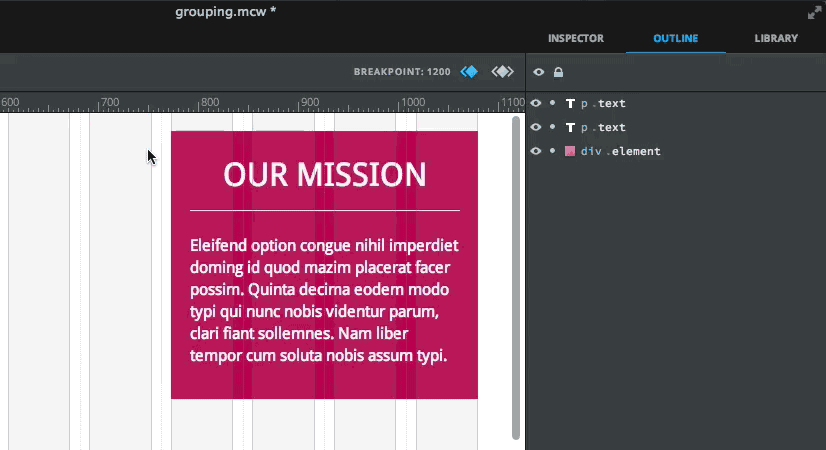 grouping.mcw *
INSPECTOR OUTLINE LIBRARY
BREAKPOINT: 1200
600 700 800 900 1000 1100
p .text
p .text
div .element
OUR MISSION
Eleifend option congue nihil imperdiet
doming id quod mazim placerat facer
possim. Quinta decima eodem modo
typi qui nunc nobis videntur parum,
clari fiant sollemnes. Nam liber
tempor cum soluta nobis assum typi.